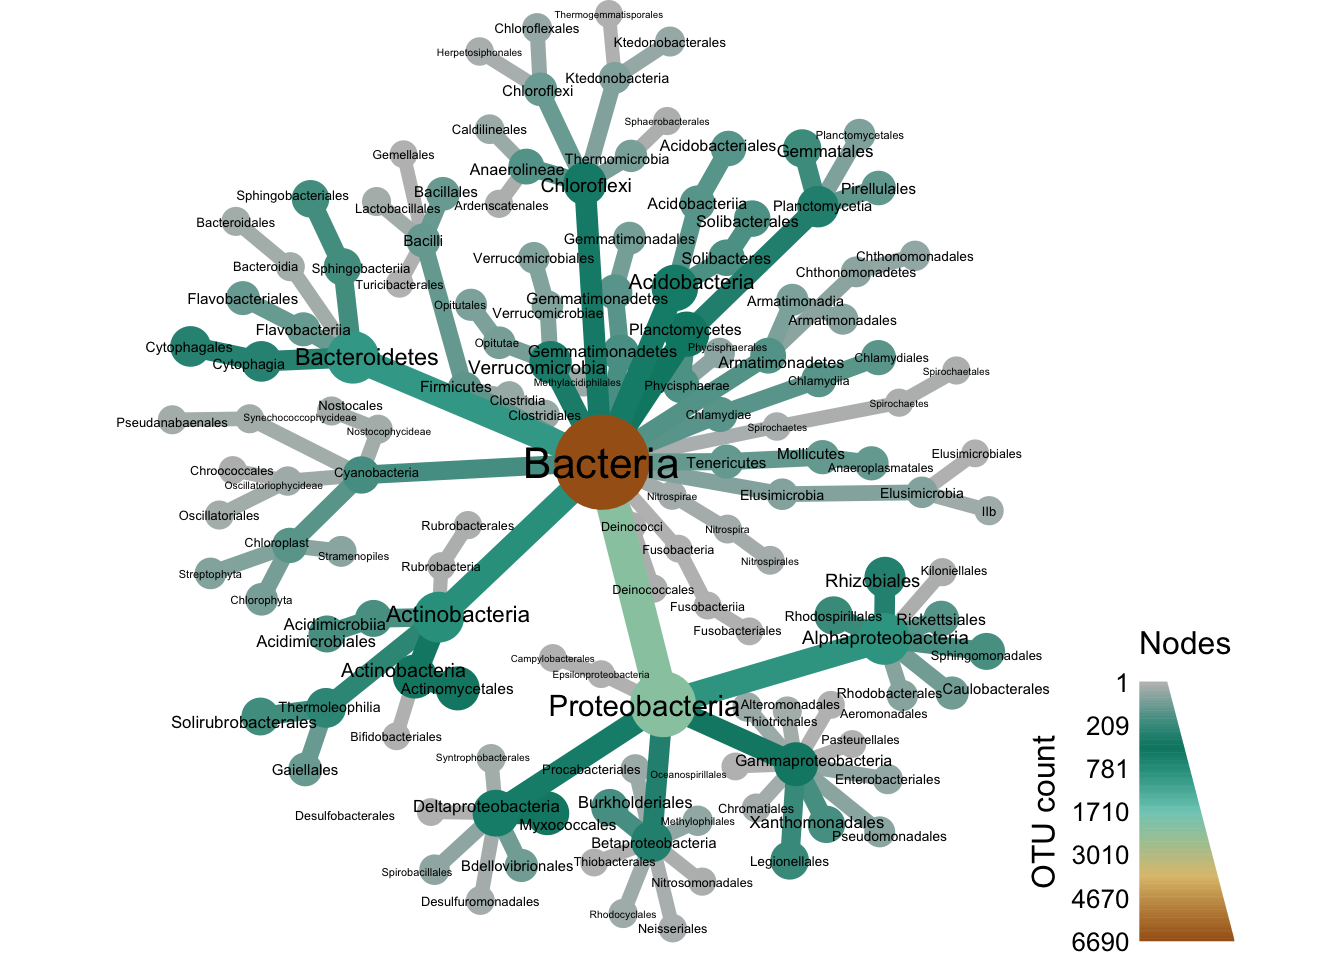 Thermogemmatisporales
Chloroflexales
Ktedonobacterales
Herpetosiphonales
Ktedonobacteria
Chloroflexi
Sphaerobacterales
Caldilineales
Planctomycetales
Acidobacteriales
Gemmatales
Gemellales
Thermomicrobia
Anaerolineae
Chloroflexi
Pirellulales
Bacillales
Sphingobacteriales
Acidobacteriia
Planctomycetia
Lactobacillales
Ardenscatenales
Bacteroidales
Solibacterales
Bacilli
Gemmatimonadales
Verrucomicrobiales
Solibacteres
Chthonomonadales
Bacteroidia
Sphingobacteriia
Chthonomonadetes
Turicibacterales
Acidobacteria
Flavobacteriales
Gemmatimonadetes
Armatimonadia
Opitutales
Verrucomicrobiae
Armatimonadales
Flavobacteriia
Planctomycetes
Cytophagales
Opitutae
Phycisphaerales
Gemmatimonadetes
Bacteroidetes
Chlamydiales
Cytophagia
Verrucomicrobia
Armatimonadetes
Spirochaetales
Methylacidiphilales
Chlamydiia
Firmicutes
Phycisphaerae
Clostridia
Nostocales
Spirochaetes
Clostridiales
Chlamydiae
Pseudanabaenales
Synechococcophycideae
Spirochaetes
Nostocophycideae
Mollicutes
Elusimicrobiales
Bacteria
Tenericutes
Anaeroplasmatales
Chroococcales
Cyanobacteria
Oscillatoriophycideae
Nitrospirae
Elusimicrobia
Elusimicrobia
IIb
Oscillatoriales
Rubrobacterales
Deinococci
Nitrospira
Chloroplast
Stramenopiles
Fusobacteria
Nitrospirales
Streptophyta
Rubrobacteria
Kiloniellales
Rhizobiales
Deinococcales
Chlorophyta
Fusobacteriia
Actinobacteria
Rhodospirillales
Rickettsiales
Acidimicrobiia
Fusobacteriales
Acidimicrobiales
Alphaproteobacteria
Nodes
Sphingomonadales
Campylobacterales
Actinobacteria
Epsilonproteobacteria
Actinomycetales
Rhodobacterales
Caulobacterales
Thermoleophilia
Proteobacteria
Alteromonadales
Aeromonadales
Solirubrobacterales
Thiotrichales
Bifidobacteriales
Pasteurellales
Syntrophobacterales
Gammaproteobacteria
Gaiellales
Procabacteriales
Oceanospirillales
Enterobacteriales
Burkholderiales
Deltaproteobacteria
Chromatiales
Desulfobacterales
Myxococcales
Methylophilales
Xanthomonadales
Pseudomonadales
Betaproteobacteria
Bdellovibrionales
Thiobacterales
Legionellales
Spirobacillales
Nitrosomonadales
Desulfuromonadales
Rhodocyclales
Neisseriales
OTU count
1
209
781
1710
3010
4670
6690